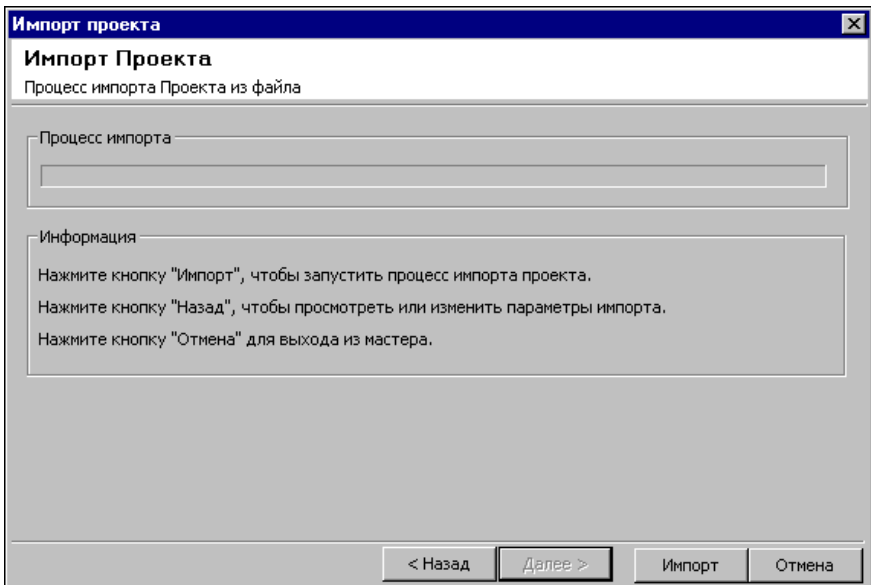 Импорт проекта
Импорт Проекта
Процесс импорта Проекта из файла
Процесс импорта
Информация
Нажмите кнопку "Импорт", чтобы запустить процесс импорта проекта.
Нажмите кнопку "Назад", чтобы просмотреть или изменить параметры импорта.
Нажмите кнопку "Отмена" для выхода из мастера.
< Назад Далее > Импорт Отмена